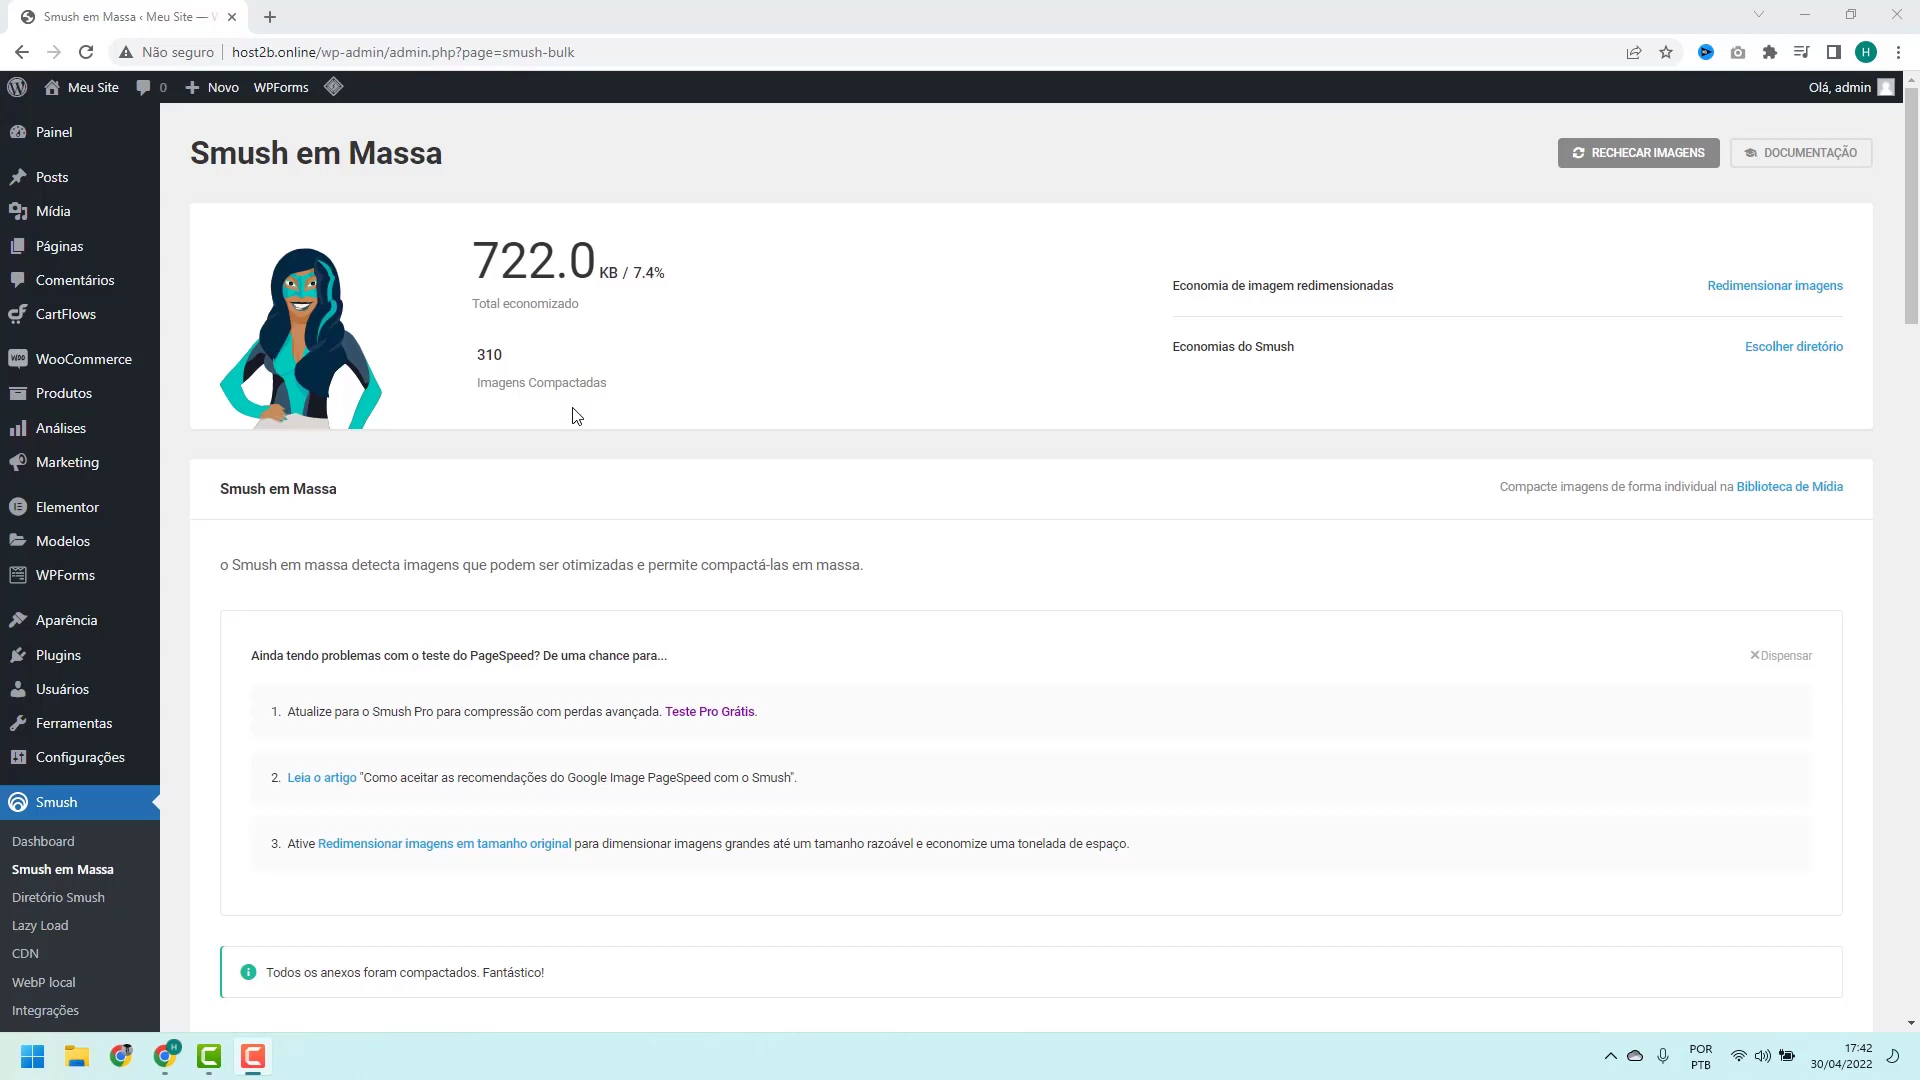 Smush em Massa ‹ Meu Site — W
Não seguro
host2b.online/wp-admin/admin.php?page=smush-bulk
H
Meu Site
0
Novo
WPForms
Olá, admin
Painel
Posts
Mídia
Páginas
Comentários
CartFlows
WooCommerce
Produtos
Análises
Marketing
Elementor
Modelos
WPForms
Aparência
Plugins
Usuários
Ferramentas
Configurações
Smush
Dashboard
Smush em Massa
Diretório Smush
Lazy Load
CDN
WebP local
Integrações
Smush em Massa
RECHECAR IMAGENS
DOCUMENTAÇÃO
722.0 KB / 7.4%
Total economizado
310
Imagens Compactadas
Economia de imagem redimensionadas
Redimensionar imagens
Economias do Smush
Escolher diretório
Smush em Massa
Compacte imagens de forma individual na Biblioteca de Mídia
o Smush em massa detecta imagens que podem ser otimizadas e permite compactá-las em massa.
Ainda tendo problemas com o teste do PageSpeed? De uma chance para...
Dispensar
1. Atualize para o Smush Pro para compressão com perdas avançada. Teste Pro Grátis.
2. Leia o artigo "Como aceitar as recomendações do Google Image PageSpeed com o Smush".
3. Ative Redimensionar imagens em tamanho original para dimensionar imagens grandes até um tamanho razoável e economize uma tonelada de espaço.
Todos os anexos foram compactados. Fantástico!
H
POR
PTB
17:42
30/04/2022